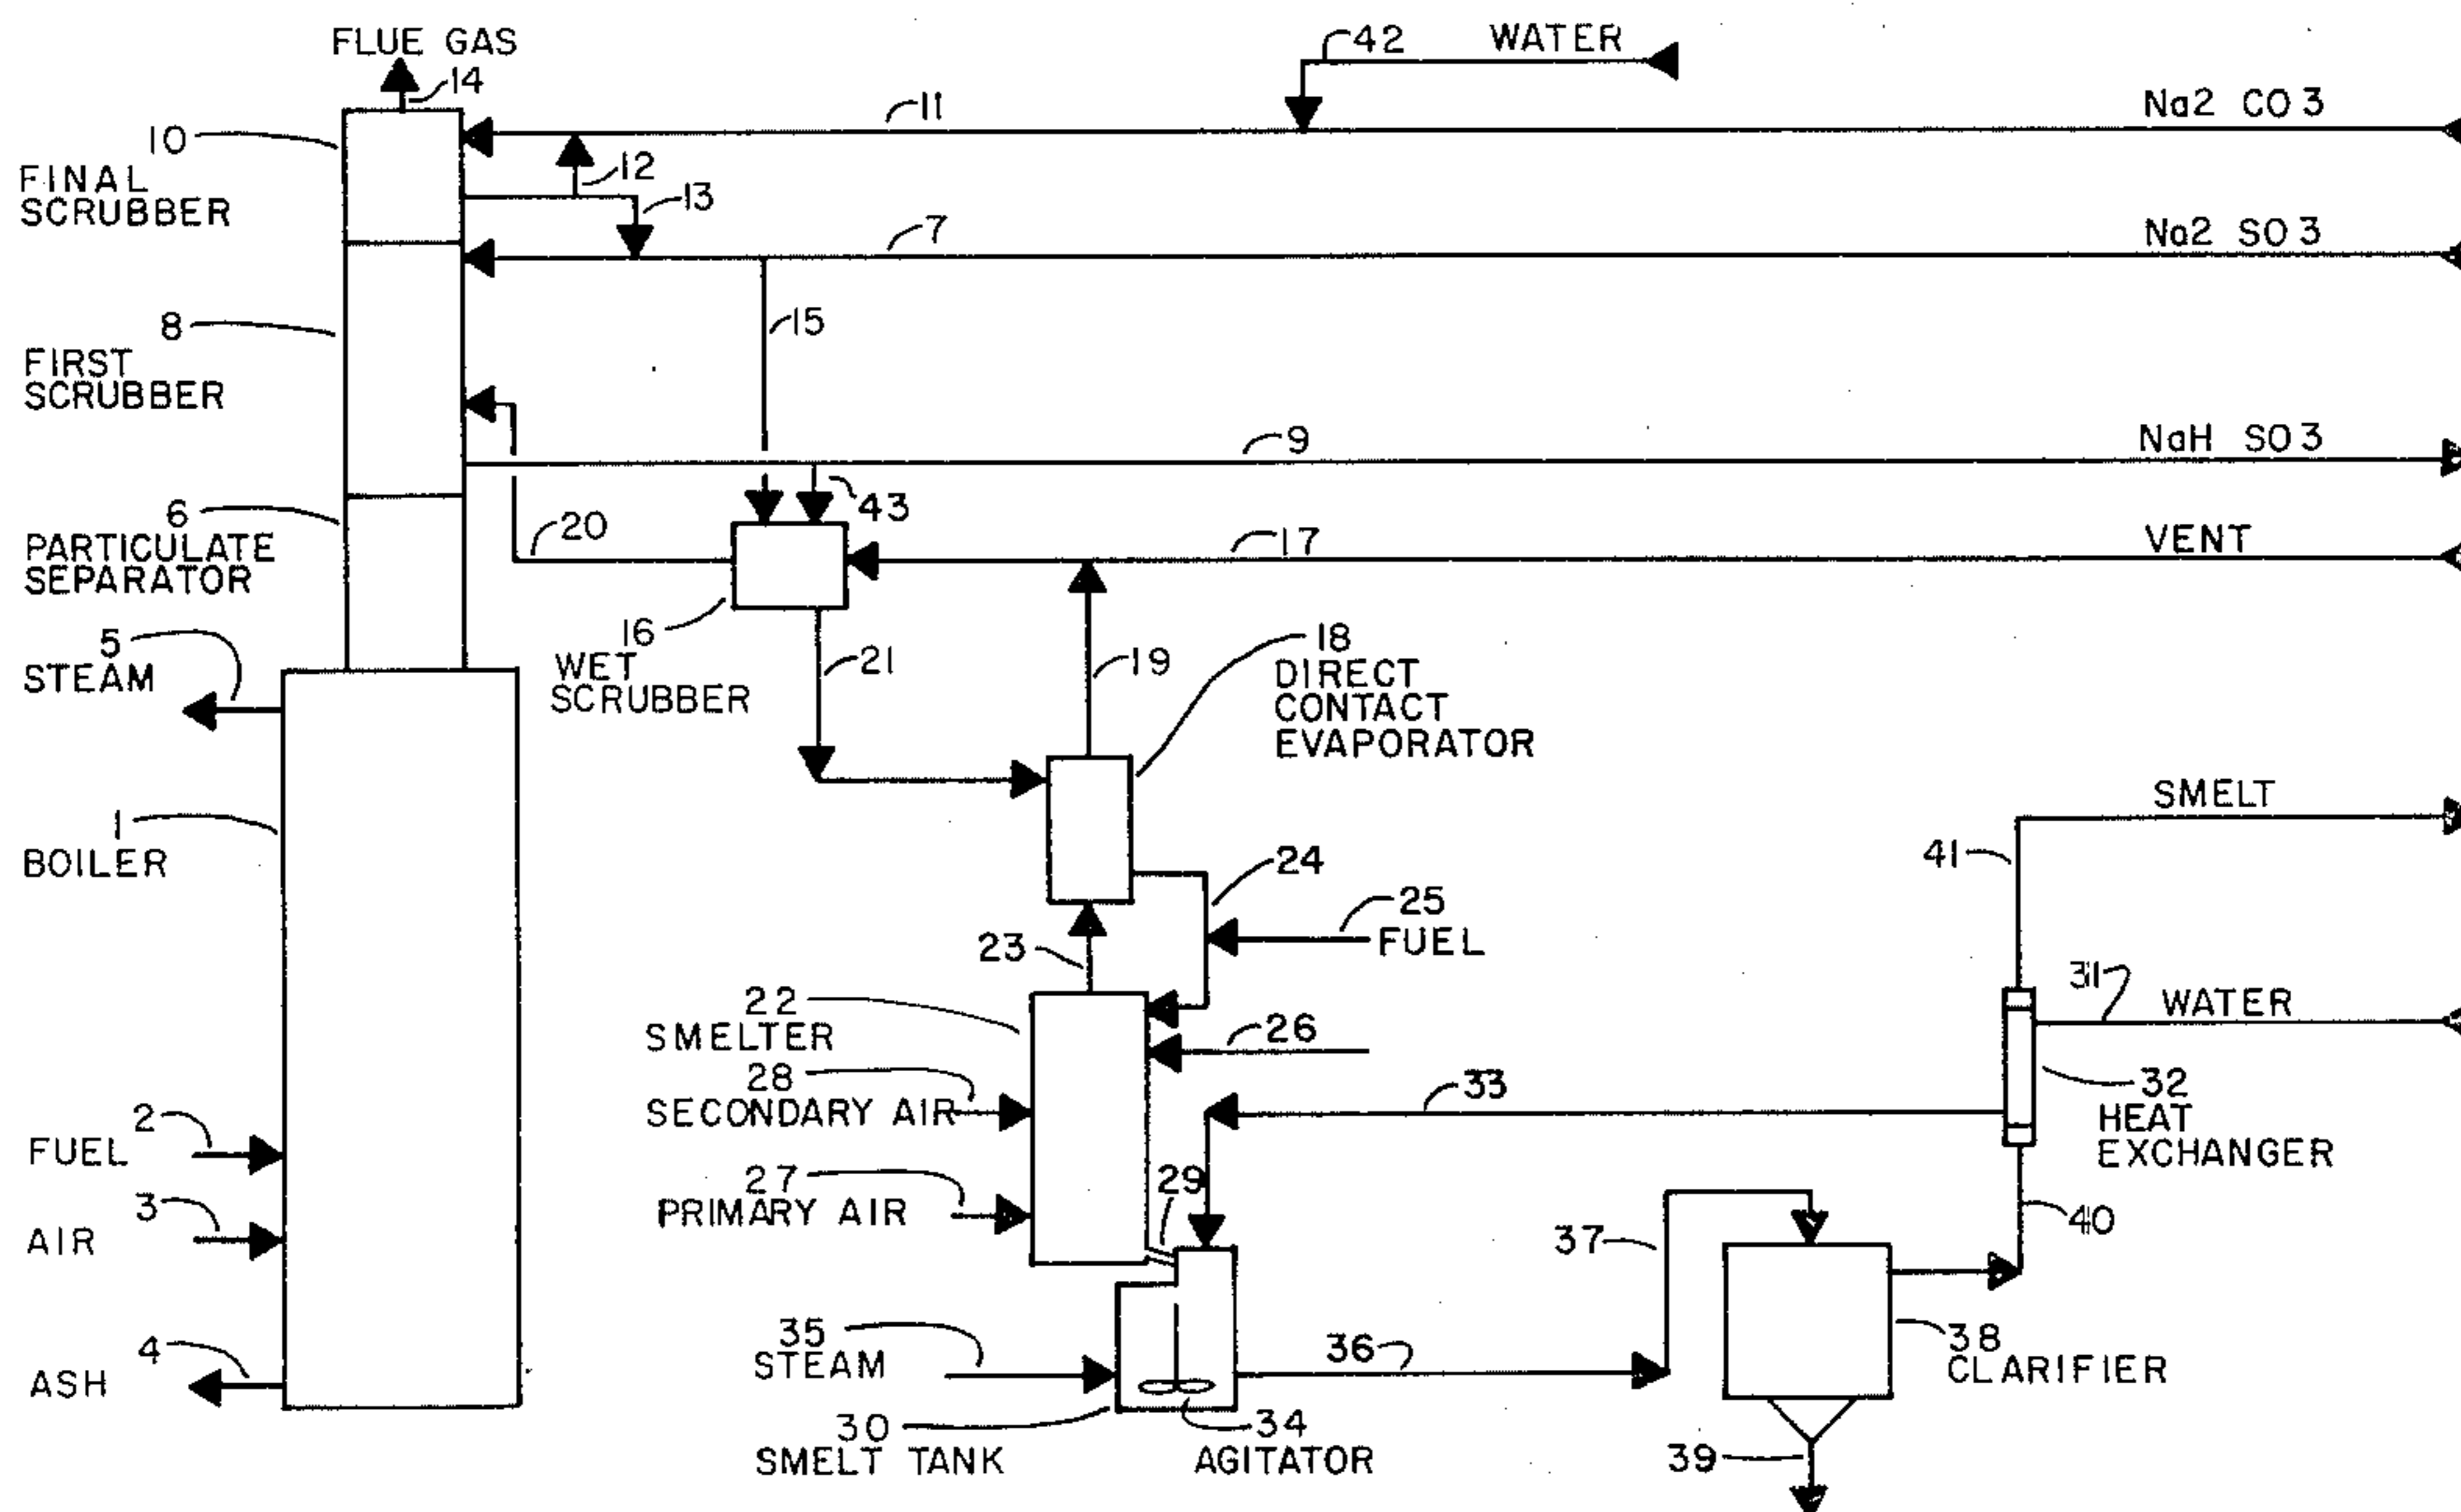 FLUE GAS
14
42
WATER
10
FINAL
SCRUBBER
11
Na2 CO3
12
13
7
Na2 SO3
8
FIRST
SCRUBBER
15
9
NaH SO3
6
PARTICULATE
SEPARATOR
20
43
17
VENT
5
STEAM
16
WET
SCRUBBER
21
19
18
DIRECT
CONTACT
EVAPORATOR
1
BOILER
SMELT
41
24
25
FUEL
23
22
SMELTER
26
31
WATER
28
SECONDARY AIR
33
32
HEAT
EXCHANGER
2
FUEL
27
PRIMARY AIR
29
3
AIR
37
40
4
ASH
35
STEAM
36
38
CLARIFIER
30
SMELT TANK
34
AGITATOR
39